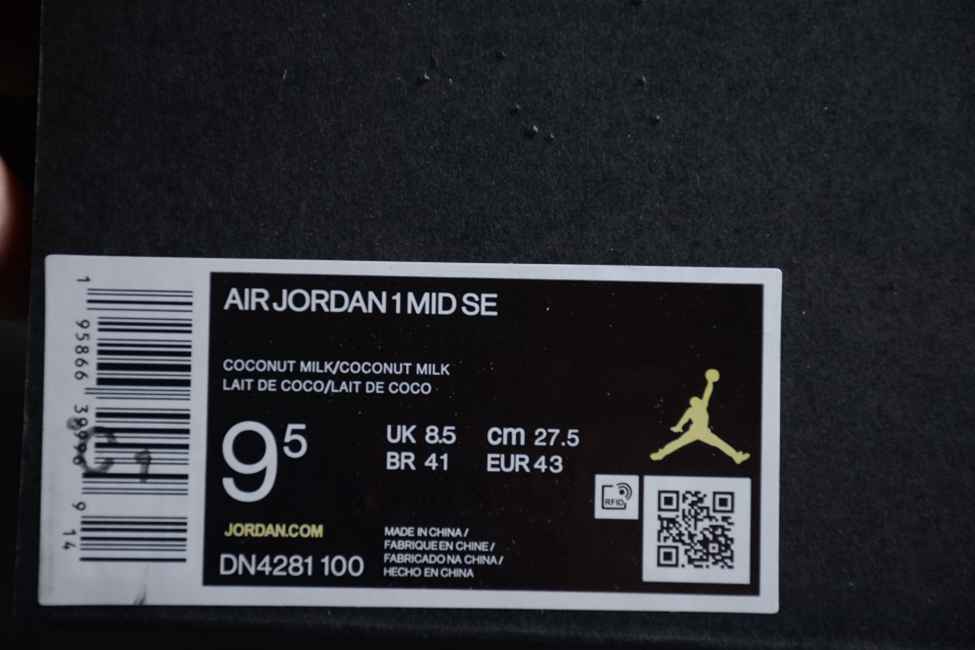 AIR JORDAN 1 MID SE
COCONUT MILK/COCONUT MILK
LAIT DE COCO/LAIT DE COCO
9 5
UK 8.5 cm 27.5
BR 41 EUR 43
RFID
JORDAN.COM
DN4281 100
MADE IN CHINA /
FABRIQUE EN CHINE /
FABRICADO NA CHINA /
HECHO EN CHINA
1 95866
9 14